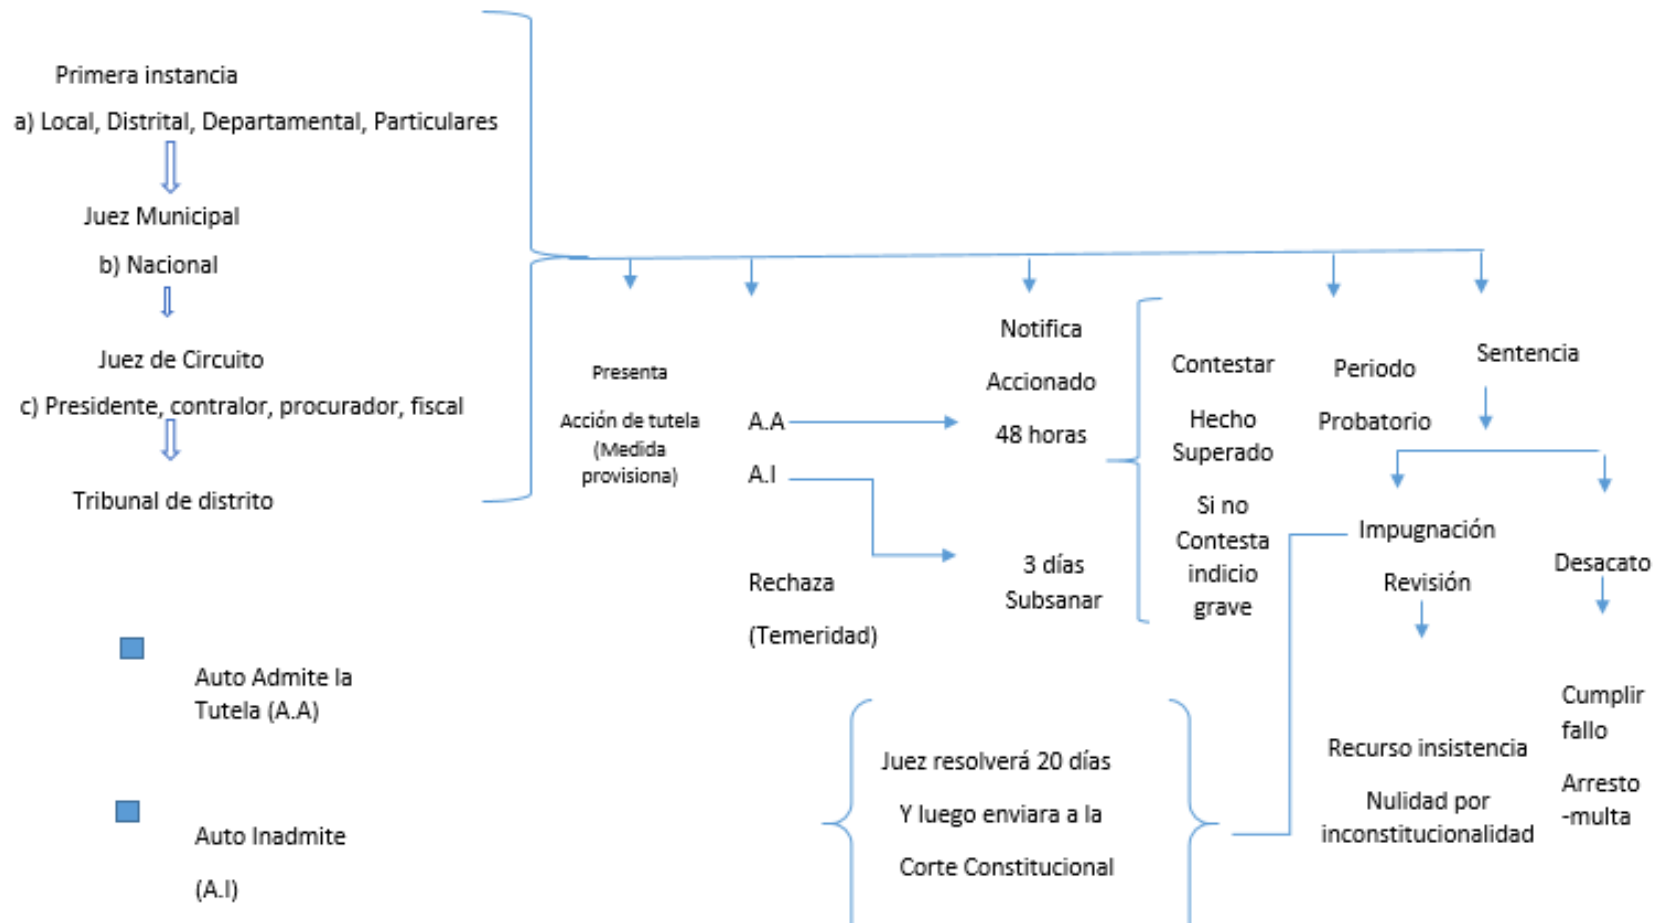 Primera instancia
a) Local, Distrital, Departamental, Particulares
Juez Municipal
b) Nacional
Juez de Circuito
c) Presidente, contralor, procurador, fiscal
Tribunal de distrito
Presenta
Acción de tutela
(Medida
provisiona)
A.A
A.I
Rechaza
(Temeridad)
Notifica
Accionado
48 horas
3 días
Subsanar
Contestar
Hecho
Superado
Si no
Contesta
indicio
grave
Periodo
Probatorio
Sentencia
Impugnación
Revisión
Recurso insistencia
Nulidad por
inconstitucionalidad
Desacato
Cumplir
fallo
Arresto
-multa
Juez resolverá 20 días
Y luego enviara a la
Corte Constitucional
Auto Admite la
Tutela (A.A)
Auto Inadmite
(A.I)